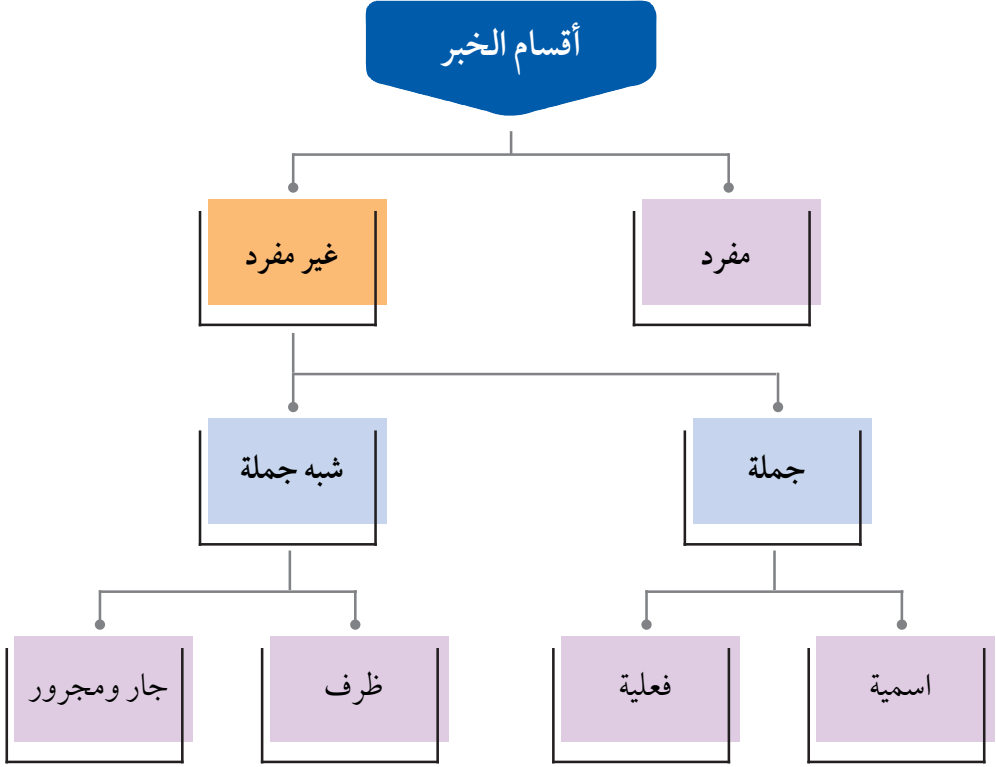 أقسام الخبر
مفرد
غير مفرد
جملة
شبه جملة
اسمية
فعلية
ظرف
جار ومجرور